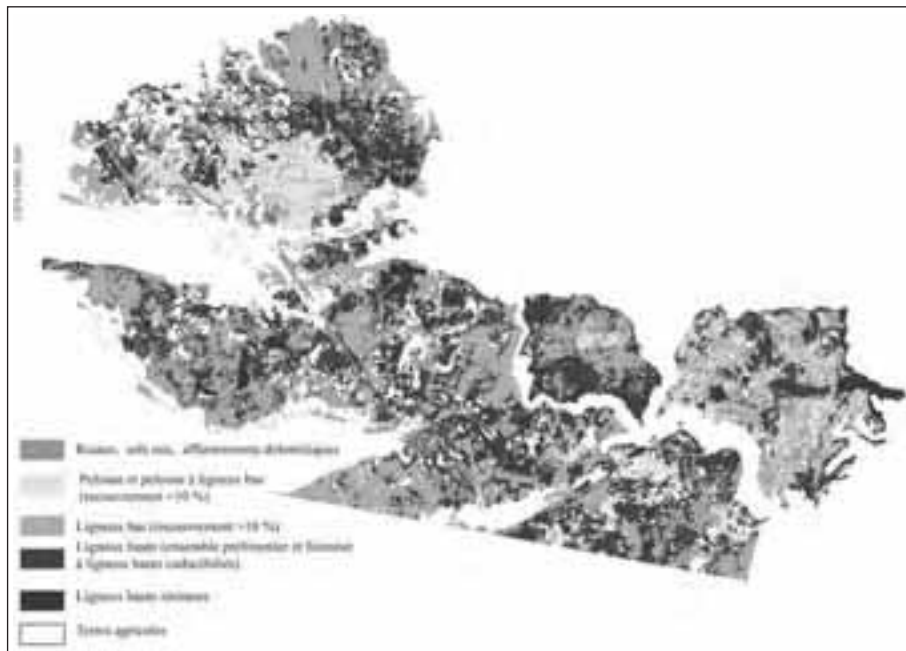 Routes, sols nus, affleurements dolomitiques
Pelouse et pelouse à ligneux bas
(recouvrement <10 %)
Ligneux bas (recouvrement >10 %)
Ligneux hauts (ensemble préforestier et forestier
à ligneux hauts caducifoliés)
Ligneux hauts résineux
Terres agricoles